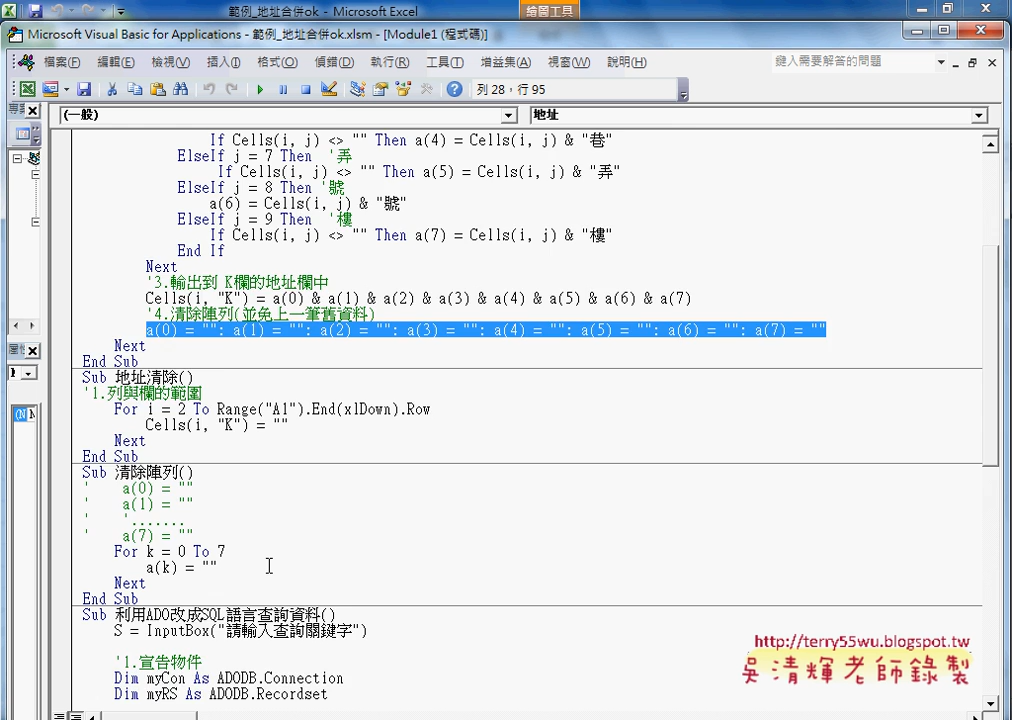 範例_地址合併ok - Microsoft Excel
繪圖工具
Microsoft Visual Basic for Applications - 範例_地址合併ok.xlsm - [Module1 (程式碼)]
檔案(F) 編輯(E) 檢視(V) 插入(I) 格式(O) 偵錯(D) 執行(R) 工具(T) 增益集(A) 視窗(W) 說明(H) 鍵入需要解答的問題
列 28，行 95
(一般) 地址
If Cells(i, j) <> "" Then a(4) = Cells(i, j) & "巷"
ElseIf j = 7 Then '弄
If Cells(i, j) <> "" Then a(5) = Cells(i, j) & "弄"
ElseIf j = 8 Then '號
a(6) = Cells(i, j) & "號"
ElseIf j = 9 Then '樓
If Cells(i, j) <> "" Then a(7) = Cells(i, j) & "樓"
End If
Next
'3.輸出到 K欄的地址欄中
Cells(i, "K") = a(0) & a(1) & a(2) & a(3) & a(4) & a(5) & a(6) & a(7)
'4.清除陣列(並免上一筆舊資料)
a(0) = "": a(1) = "": a(2) = "": a(3) = "": a(4) = "": a(5) = "": a(6) = "": a(7) = ""
Next
End Sub
Sub 地址清除()
'1.列與欄的範圍
For i = 2 To Range("A1").End(xlDown).Row
Cells(i, "K") = ""
Next
End Sub
Sub 清除陣列()
' a(0) = ""
' a(1) = ""
' '.......
' a(7) = ""
For k = 0 To 7
a(k) = ""
Next
End Sub
Sub 利用ADO改成SQL語言查詢資料()
S = InputBox("請輸入查詢關鍵字")
'1.宣告物件
Dim myCon As ADODB.Connection
Dim myRS As ADODB.Recordset
http://terry55wu.blogspot.tw
吳清輝老師錄製